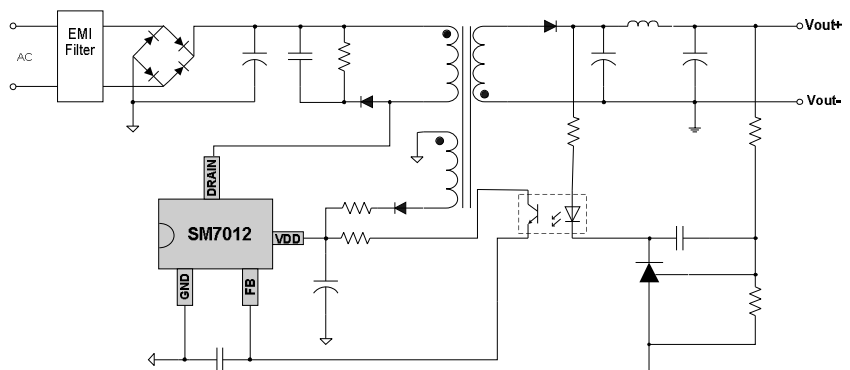 EMI
Filter
AC
Vout+
Vout-
DRAIN
SM7012
VDD
GND
FB